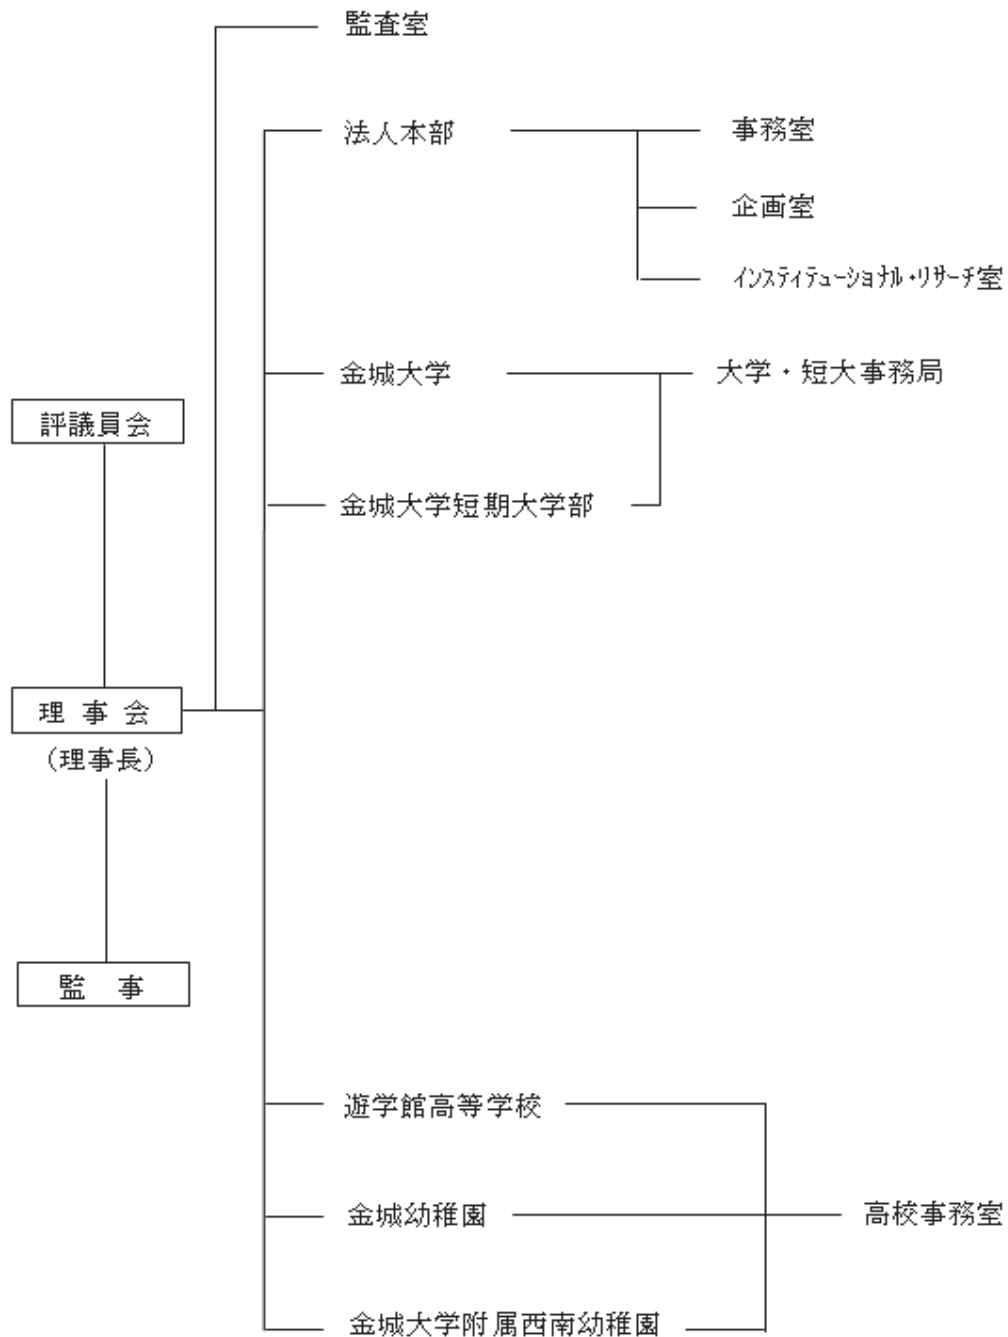 監査室
法人本部
事務室
企画室
ｲﾝｽﾃｨﾃｭｰｼｮﾅﾙ・ﾘｻｰﾁ室
金城大学
大学・短大事務局
評議員会
金城大学短期大学部
理事会
(理事長)
監 事
遊学館高等学校
金城幼稚園
高校事務室
金城大学附属西南幼稚園